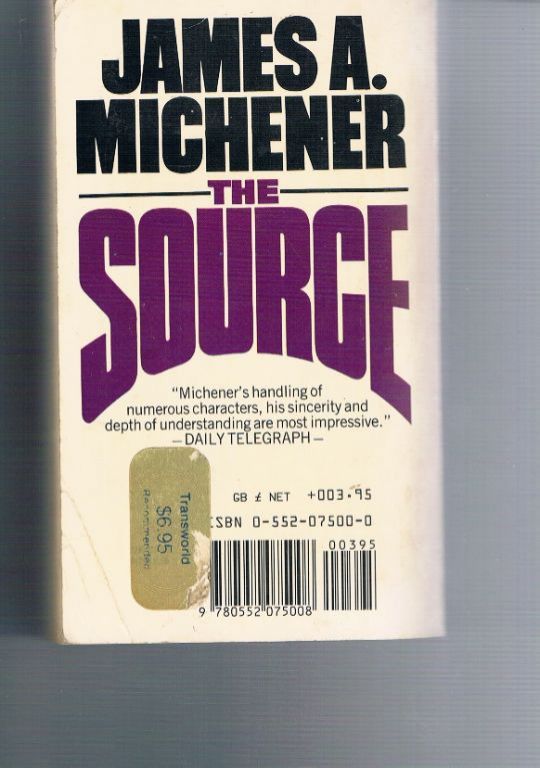 JAMES A.
MICHENER
THE
SOURCE
“Michener's handling of
numerous characters, his sincerity and
depth of understanding are most impressive.”
— DAILY TELEGRAPH —
GB £ NET +003.95
ISBN 0-552-07500-0
00395
9 780552 075008
Transworld
$6.95
Recommended